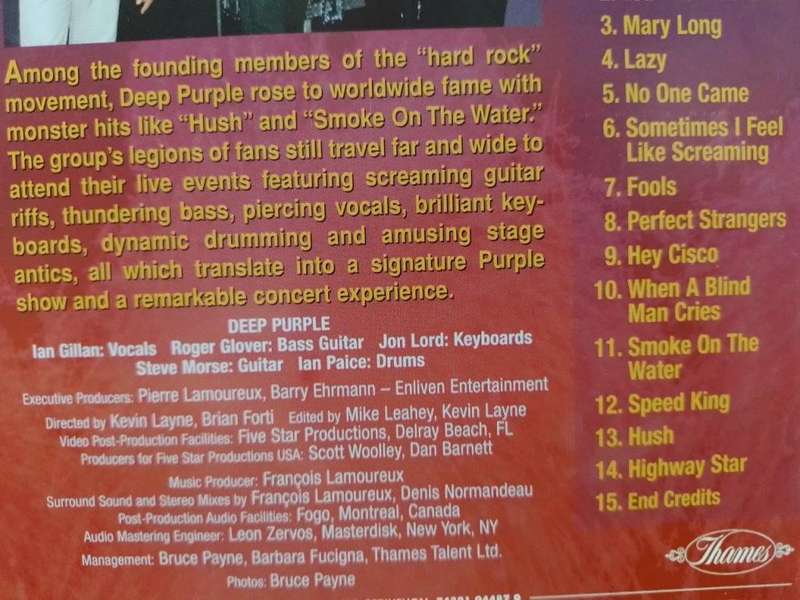 Among the founding members of the “hard rock”
movement, Deep Purple rose to worldwide fame with
monster hits like “Hush” and “Smoke On The Water.”
The group’s legions of fans still travel far and wide to
attend their live events featuring screaming guitar
riffs, thundering bass, piercing vocals, brilliant key-
boards, dynamic drumming and amusing stage
antics, all which translate into a signature Purple
show and a remarkable concert experience.
DEEP PURPLE
Ian Gillan: Vocals Roger Glover: Bass Guitar Jon Lord: Keyboards
Steve Morse: Guitar Ian Paice: Drums
Executive Producers: Pierre Lamoureux, Barry Ehrmann – Enliven Entertainment
Directed by Kevin Layne, Brian Forti Edited by Mike Leahey, Kevin Layne
Video Post-Production Facilities: Five Star Productions, Delray Beach, FL
Producers for Five Star Productions USA: Scott Woolley, Dan Barnett
Music Producer: François Lamoureux
Surround Sound and Stereo Mixes by François Lamoureux, Denis Normandeau
Post-Production Audio Facilities: Fogo, Montreal, Canada
Audio Mastering Engineer: Leon Zervos, Masterdisk, New York, NY
Management: Bruce Payne, Barbara Fucigna, Thames Talent Ltd.
Photos: Bruce Payne
3. Mary Long
4. Lazy
5. No One Came
6. Sometimes I Feel
Like Screaming
7. Fools
8. Perfect Strangers
9. Hey Cisco
10. When A Blind
Man Cries
11. Smoke On The
Water
12. Speed King
13. Hush
14. Highway Star
15. End Credits
Thames